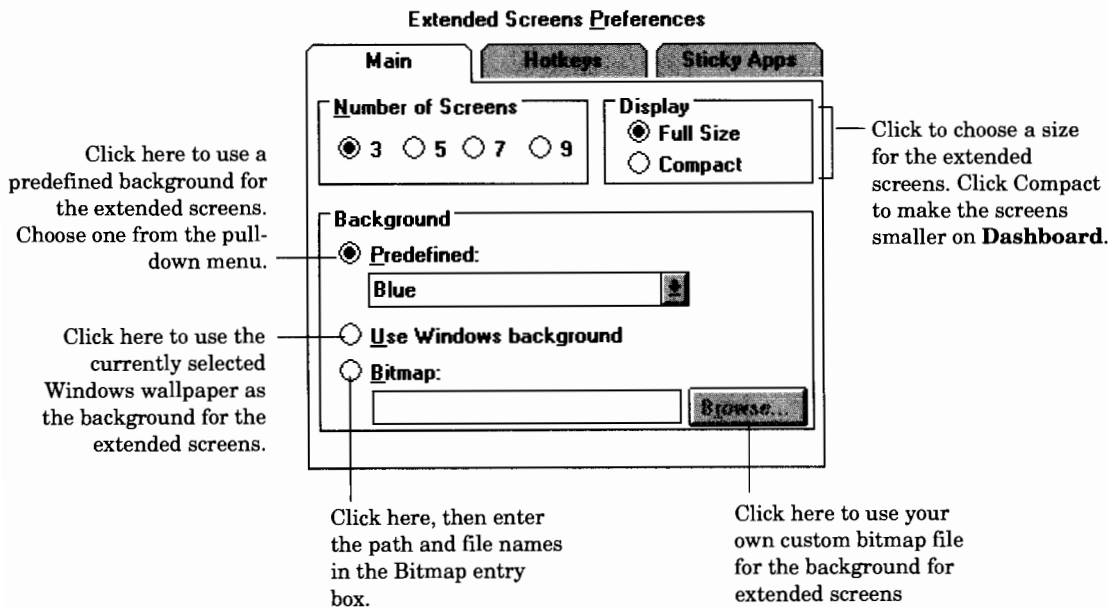 Extended Screens Preferences
Main
Hotkeys
Sticky Apps
Number of Screens
3 5 7 9
Display
Full Size
Compact
Click to choose a size
for the extended
screens. Click Compact
to make the screens
smaller on Dashboard.
Click here to use a
predefined background for
the extended screens.
Choose one from the pull-
down menu.
Background
Predefined:
Blue
Click here to use the
currently selected
Windows wallpaper as
the background for the
extended screens.
Use Windows background
Bitmap:
Browse...
Click here, then enter
the path and file names
in the Bitmap entry
box.
Click here to use your
own custom bitmap file
for the background for
extended screens